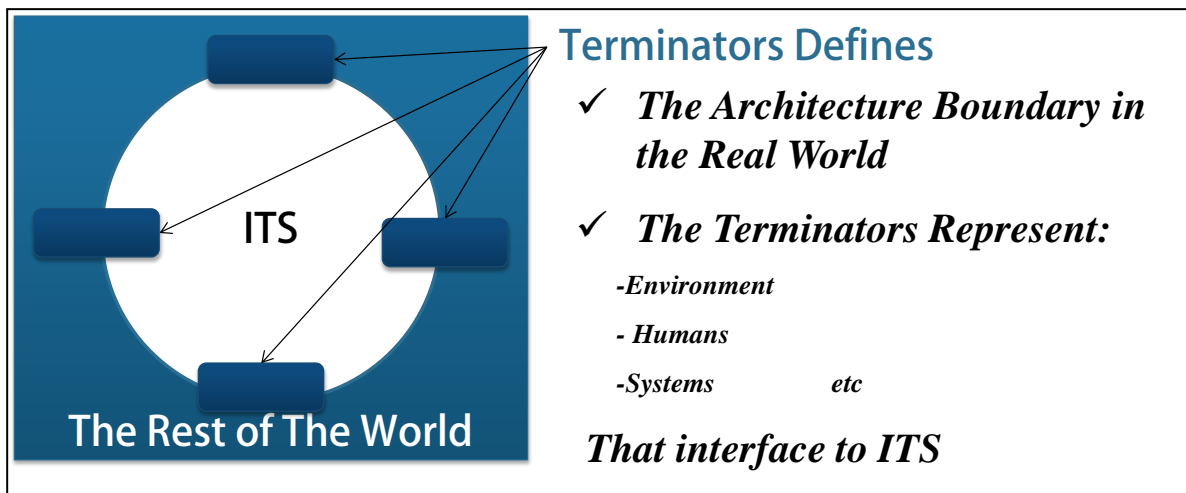 Terminators Defines
✓ The Architecture Boundary in
the Real World
✓ The Terminators Represent:
-Environment
- Humans
-Systems etc
That interface to ITS
ITS
The Rest of The World